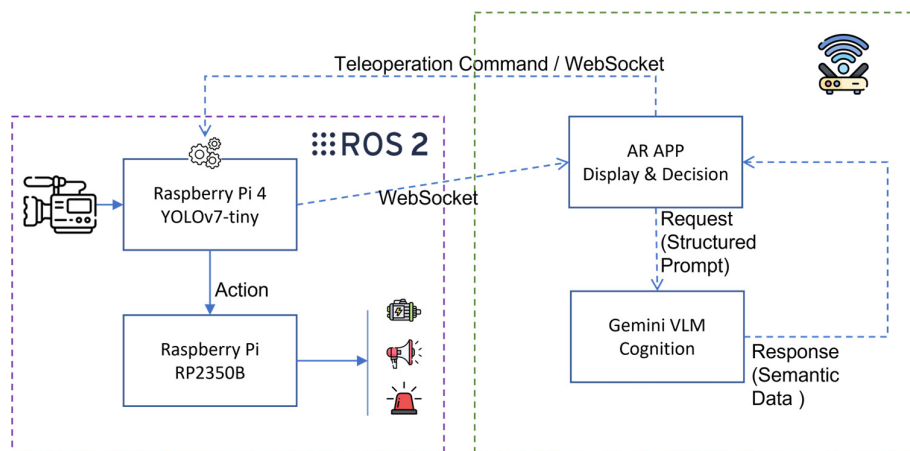 Teleoperation Command / WebSocket
ROS 2
Raspberry Pi 4
YOLOv7-tiny
WebSocket
AR APP
Display & Decision
Request
(Structured
Prompt)
Action
Raspberry Pi
RP2350B
Gemini VLM
Cognition
Response
(Semantic
Data )